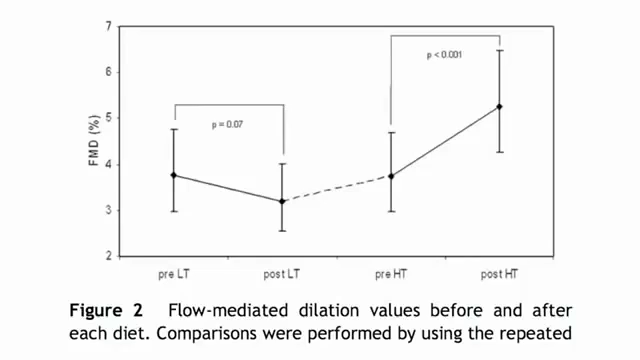 7
6
5
4
3
2
FMD (%)
p < 0.001
p = 0.07
pre LT
post LT
pre HT
post HT
Figure 2 Flow-mediated dilation values before and after
each diet. Comparisons were performed by using the repeated